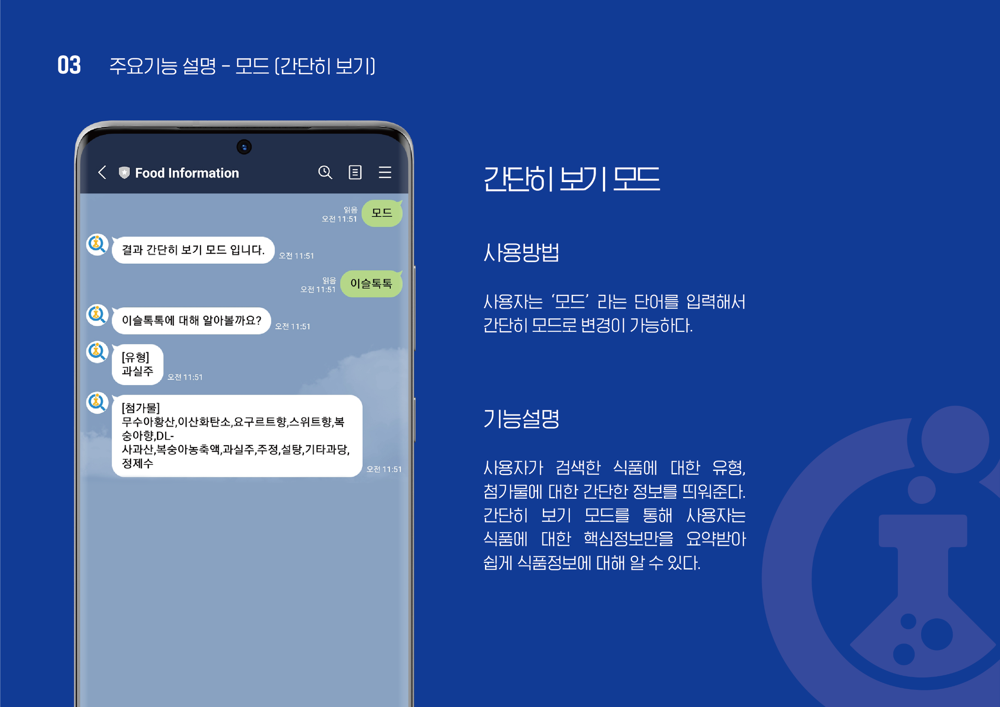 03 주요기능 설명 - 모드 (간단히 보기)
Food Information
읽음
오전 11:51
모드
결과 간단히 보기 모드 입니다.
오전 11:51
읽음
오전 11:51
이슬톡톡
이슬톡톡에 대해 알아볼까요?
오전 11:51
[유형]
과실주
오전 11:51
[첨가물]
무수아황산,이산화탄소,요구르트향,스위트향,복
숭아향,DL-
사과산,복숭아농축액,과실주,주정,설탕,기타과당,
정제수
오전 11:51
간단히 보기 모드
사용방법
사용자는 ‘모드’ 라는 단어를 입력해서
간단히 모드로 변경이 가능하다.
기능설명
사용자가 검색한 식품에 대한 유형,
첨가물에 대한 간단한 정보를 띄워준다.
간단히 보기 모드를 통해 사용자는
식품에 대한 핵심정보만을 요약받아
쉽게 식품정보에 대해 알 수 있다.